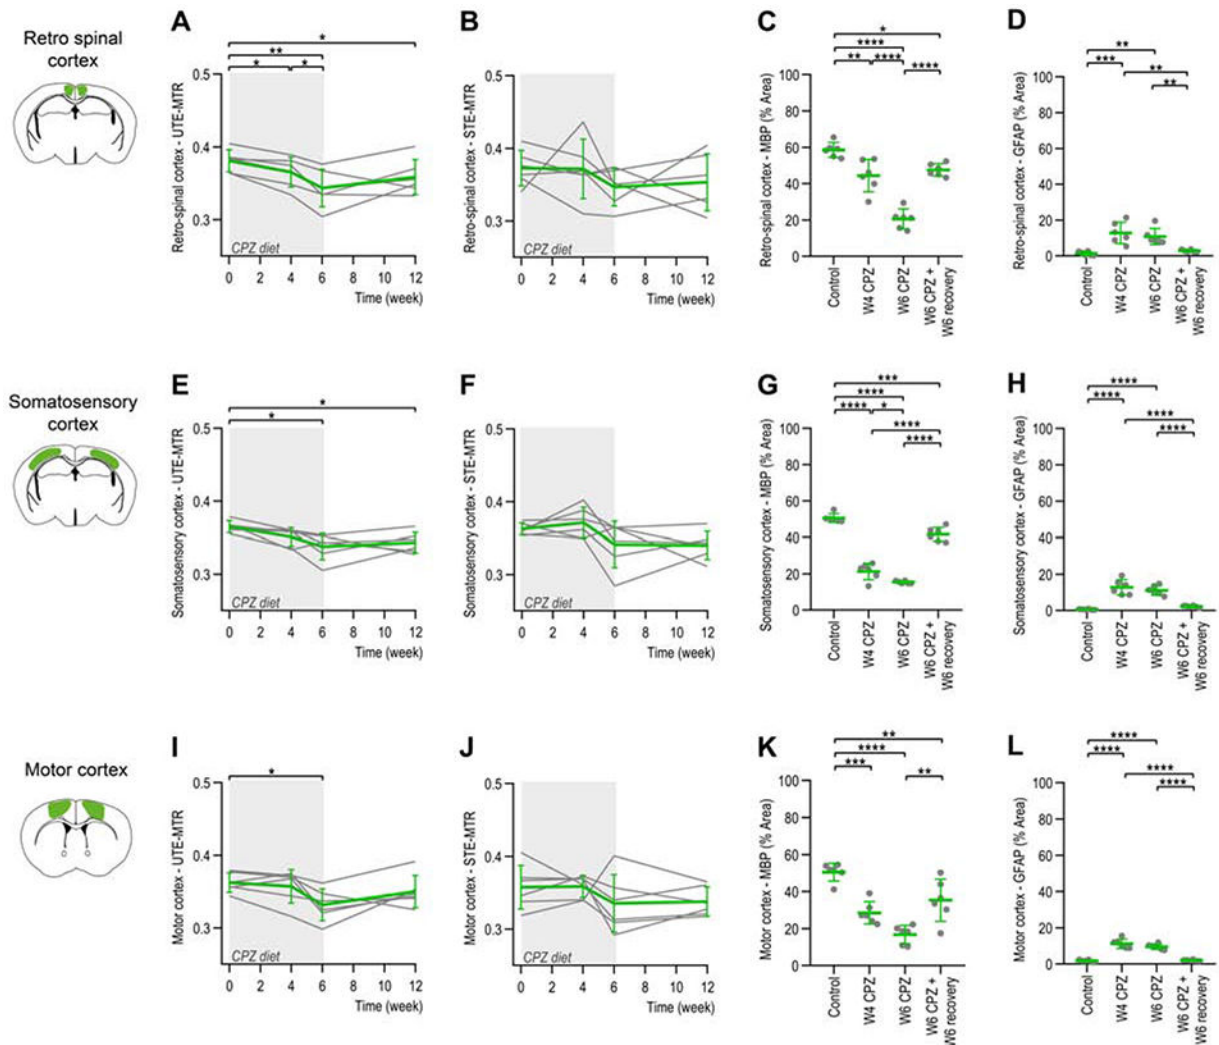 Retro spinal
cortex
A
*
**
* *
Retro-spinal cortex - UTE-MTR
0.5
0.4
0.3
CPZ diet
0 2 4 6 8 10 12
Time (week)
B
Retro-spinal cortex - STE-MTR
0.5
0.4
0.3
0 2 4 6 8 10 12
Time (week)
C
*
****
** ****
****
Retro-spinal cortex - MBP (% Area)
100
80
60
40
20
0
Control
W4 CPZ
W6 CPZ
W6 CPZ +
W6 recovery
D
**
***
**
**
Retro-spinal cortex - GFAP (% Area)
100
80
60
40
20
0
Control
W4 CPZ
W6 CPZ
W6 CPZ +
W6 recovery
Somatosensory
cortex
E
*
*
Somatosensory cortex - UTE-MTR
0.5
0.4
0.3
CPZ diet
0 2 4 6 8 10 12
Time (week)
F
Somatosensory cortex - STE-MTR
0.5
0.4
0.3
CPZ diet
0 2 4 6 8 10 12
Time (week)
G
***
****
**** *
****
****
Somatosensory cortex - MBP (% Area)
100
80
60
40
20
0
Control
W4 CPZ
W6 CPZ
W6 CPZ +
W6 recovery
H
****
****
****
****
Somatosensory cortex - GFAP (% Area)
100
80
60
40
20
0
Control
W4 CPZ
W6 CPZ
W6 CPZ +
W6 recovery
Motor cortex
I
*
Motor cortex - UTE-MTR
0.5
0.4
0.3
CPZ diet
0 2 4 6 8 10 12
Time (week)
J
Motor cortex - STE-MTR
0.5
0.4
0.3
CPZ diet
0 2 4 6 8 10 12
Time (week)
K
**
****
***
**
Motor cortex - MBP (% Area)
100
80
60
40
20
0
Control
W4 CPZ
W6 CPZ
W6 CPZ +
W6 recovery
L
****
****
****
****
Motor cortex - GFAP (% Area)
100
80
60
40
20
0
Control
W4 CPZ
W6 CPZ
W6 CPZ +
W6 recovery